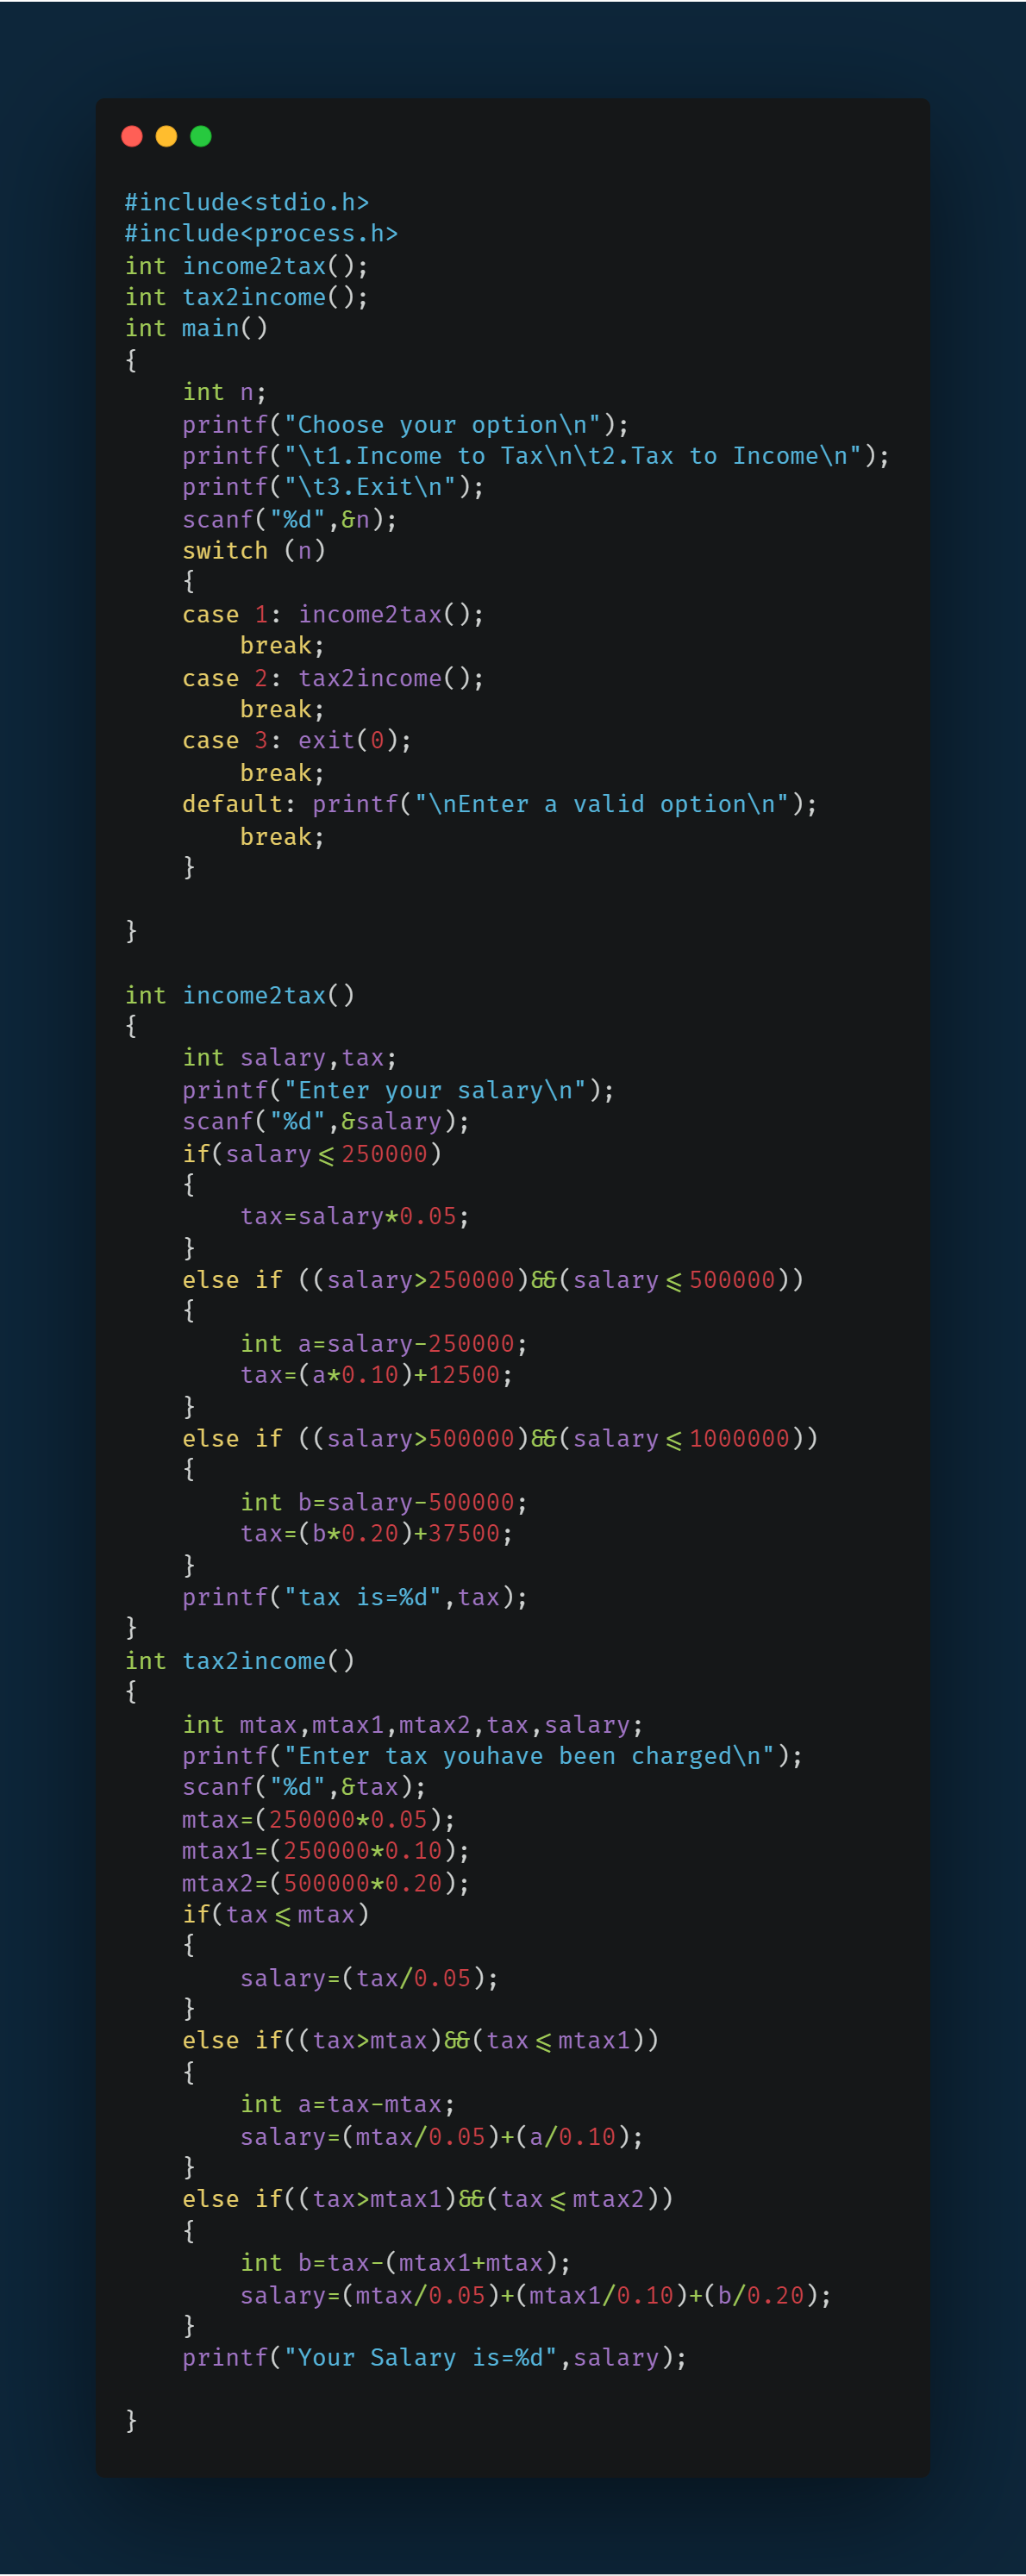 #include<stdio.h>
#include<process.h>
int income2tax();
int tax2income();
int main()
{
    int n;
    printf("Choose your option\n");
    printf("\t1.Income to Tax\n\t2.Tax to Income\n");
    printf("\t3.Exit\n");
    scanf("%d",&n);
    switch (n)
    {
    case 1: income2tax();
        break;
    case 2: tax2income();
        break;
    case 3: exit(0);
        break;
    default: printf("\nEnter a valid option\n");
        break;
    }

}

int income2tax()
{
    int salary,tax;
    printf("Enter your salary\n");
    scanf("%d",&salary);
    if(salary<=250000)
    {
        tax=salary*0.05;
    }
    else if ((salary>250000)&&(salary<=500000))
    {
        int a=salary-250000;
        tax=(a*0.10)+12500;
    }
    else if ((salary>500000)&&(salary<=1000000))
    {
        int b=salary-500000;
        tax=(b*0.20)+37500;
    }
    printf("tax is=%d",tax);
}
int tax2income()
{
    int mtax,mtax1,mtax2,tax,salary;
    printf("Enter tax youhave been charged\n");
    scanf("%d",&tax);
    mtax=(250000*0.05);
    mtax1=(250000*0.10);
    mtax2=(500000*0.20);
    if(tax<=mtax)
    {
        salary=(tax/0.05);
    }
    else if((tax>mtax)&&(tax<=mtax1))
    {
        int a=tax-mtax;
        salary=(mtax/0.05)+(a/0.10);
    }
    else if((tax>mtax1)&&(tax<=mtax2))
    {
        int b=tax-(mtax1+mtax);
        salary=(mtax/0.05)+(mtax1/0.10)+(b/0.20);
    }
    printf("Your Salary is=%d",salary);

}